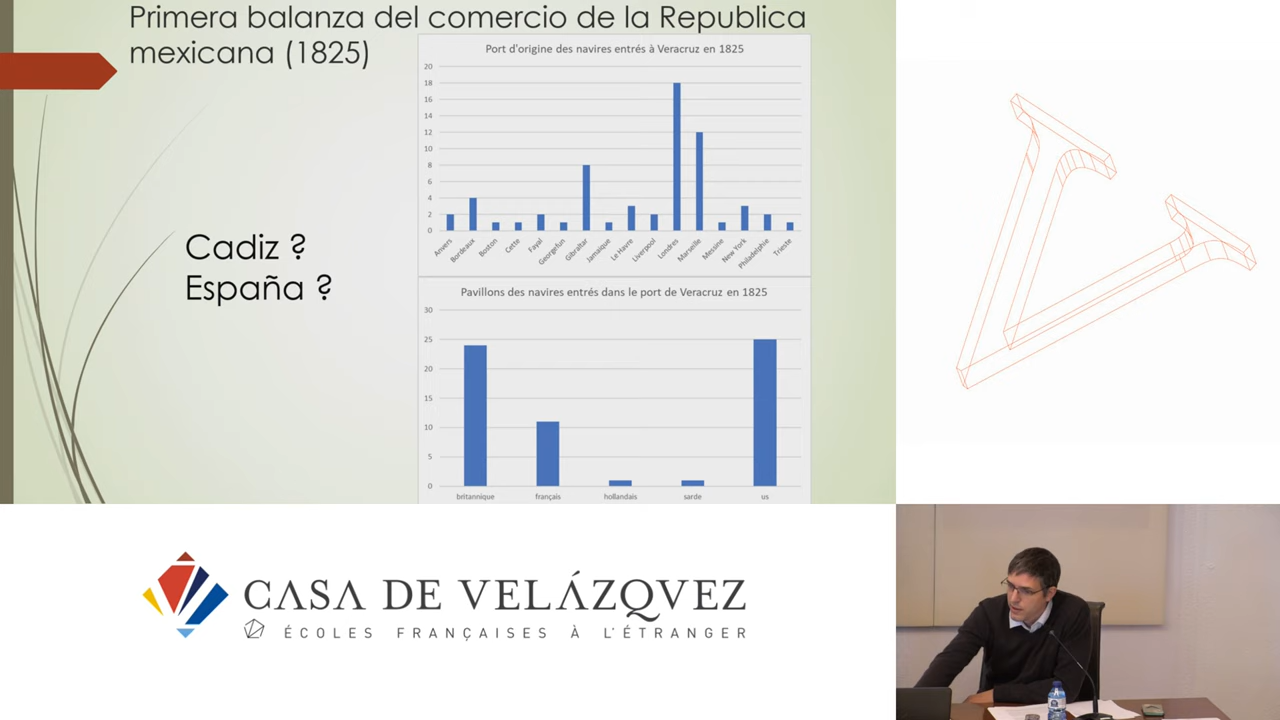 Primera balanza del comercio de la Republica
mexicana (1825)
Cadiz ?
España ?
Port d'origine des navires entrés à Veracruz en 1825
20
18
16
14
12
10
8
6
4
2
0
Anvers Bordeaux Boston Cette Fayal Gibraltar Jamaïque Le Havre Liverpool Londres Marseille Messine New York Philadelphie Trieste
Pavillons des navires entrés dans le port de Veracruz en 1825
30
25
20
15
10
5
0
britannique français hollandais sarde us
CASA DE VELÁZQVEZ
ÉCOLES FRANÇAISES À L'ÉTRANGER